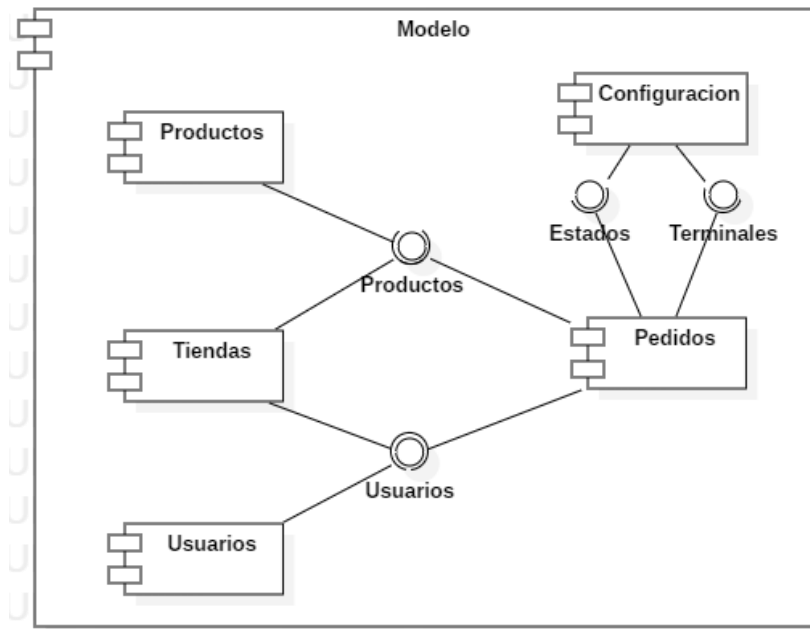 Modelo
Configuracion
Productos
Estados
Terminales
Productos
Tiendas
Pedidos
Usuarios
Usuarios